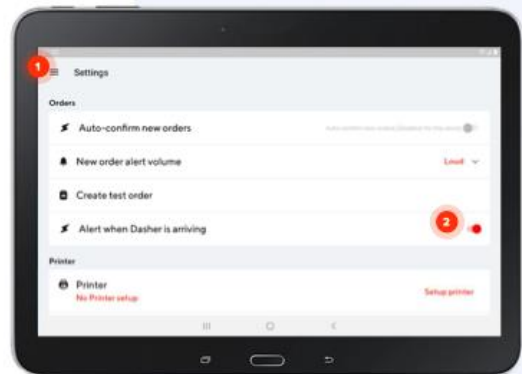 1
Settings
Orders
Auto-confirm new orders
New order alert volume
Loud
Create test order
Alert when Dasher is arriving
2
Printer
Printer
No Printer setup
Setup printer